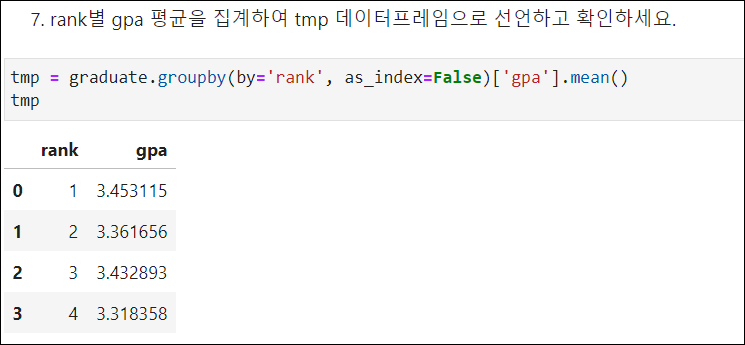 7. rank별 gpa 평균을 집계하여 tmp 데이터프레임으로 선언하고 확인하세요.
tmp = graduate.groupby(by='rank', as_index=False)['gpa'].mean()
tmp
rank gpa
0 1 3.453115
1 2 3.361656
2 3 3.432893
3 4 3.318358